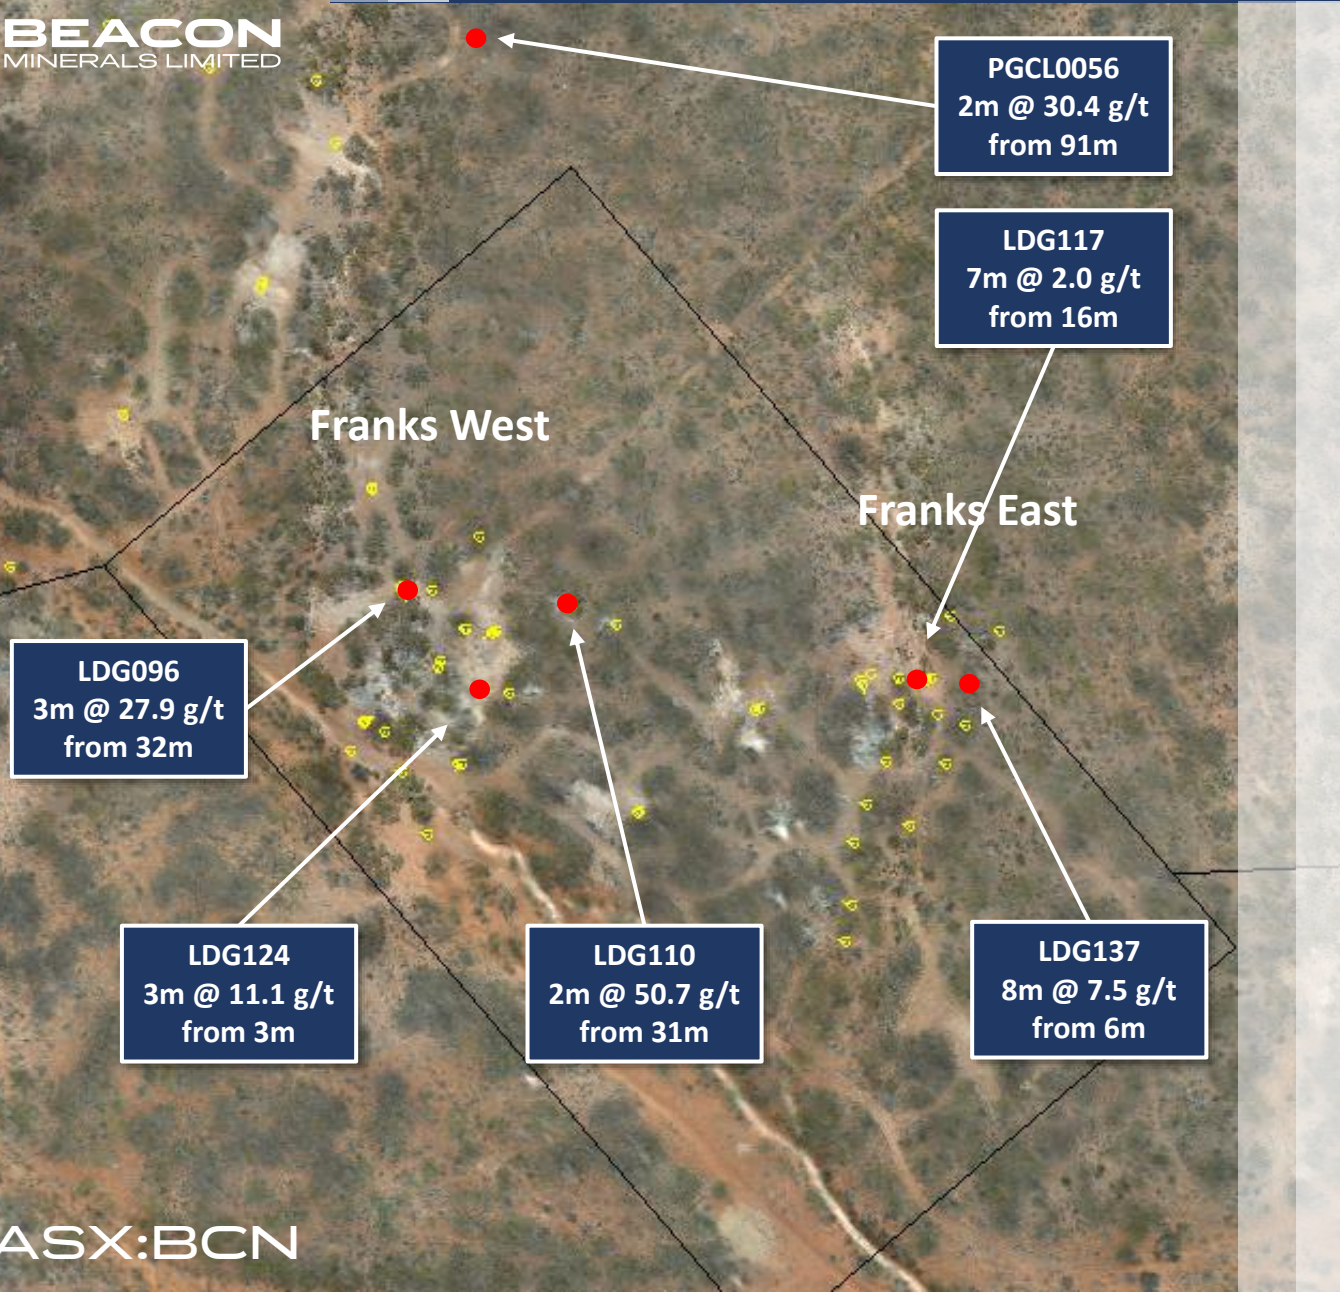 BEACON
MINERALS LIMITED
PGCL0056
2m @ 30.4 g/t
from 91m
LDG117
7m @ 2.0 g/t
from 16m
Franks West
Franks East
LDG096
3m @ 27.9 g/t
from 32m
LDG124
3m @ 11.1 g/t
from 3m
LDG110
2m @ 50.7 g/t
from 31m
LDG137
8m @ 7.5 g/t
from 6m
ASX:BCN